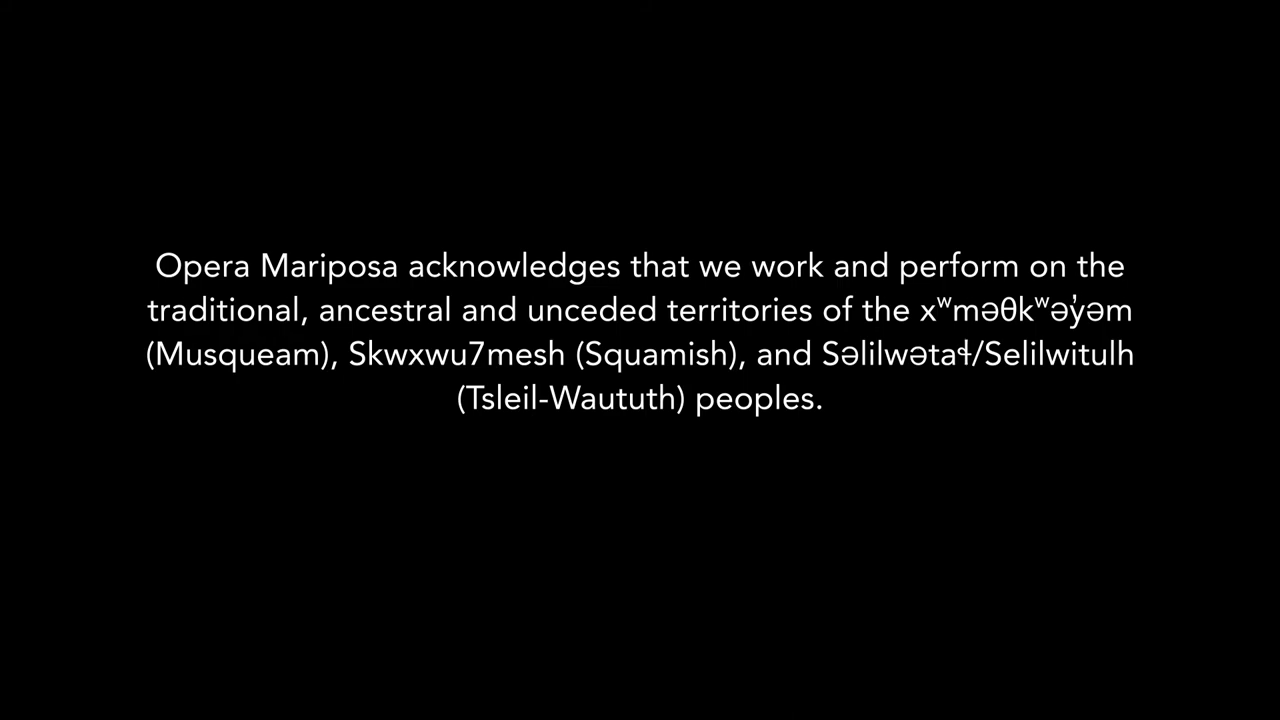 Opera Mariposa acknowledges that we work and perform on the
traditional, ancestral and unceded territories of the xʷməθkʷəy̓əm
(Musqueam), Skwxwu7mesh (Squamish), and Səlilwətaɬ/Selilwitulh
(Tsleil-Waututh) peoples.